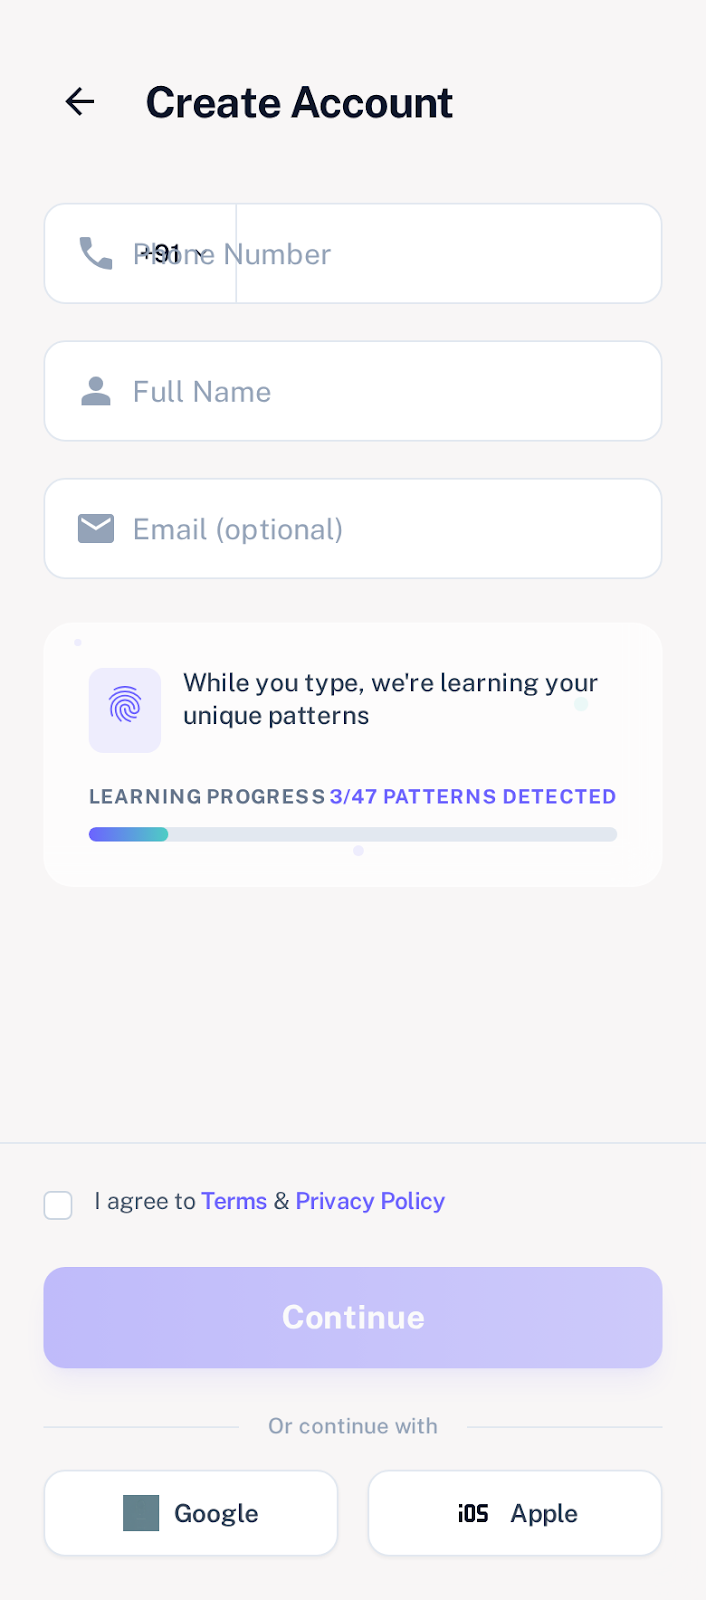 Create Account
+91 Phone Number
Full Name
Email (optional)
While you type, we're learning your
unique patterns
LEARNING PROGRESS 3/47 PATTERNS DETECTED
I agree to Terms & Privacy Policy
Continue
Or continue with
Google
iOS Apple